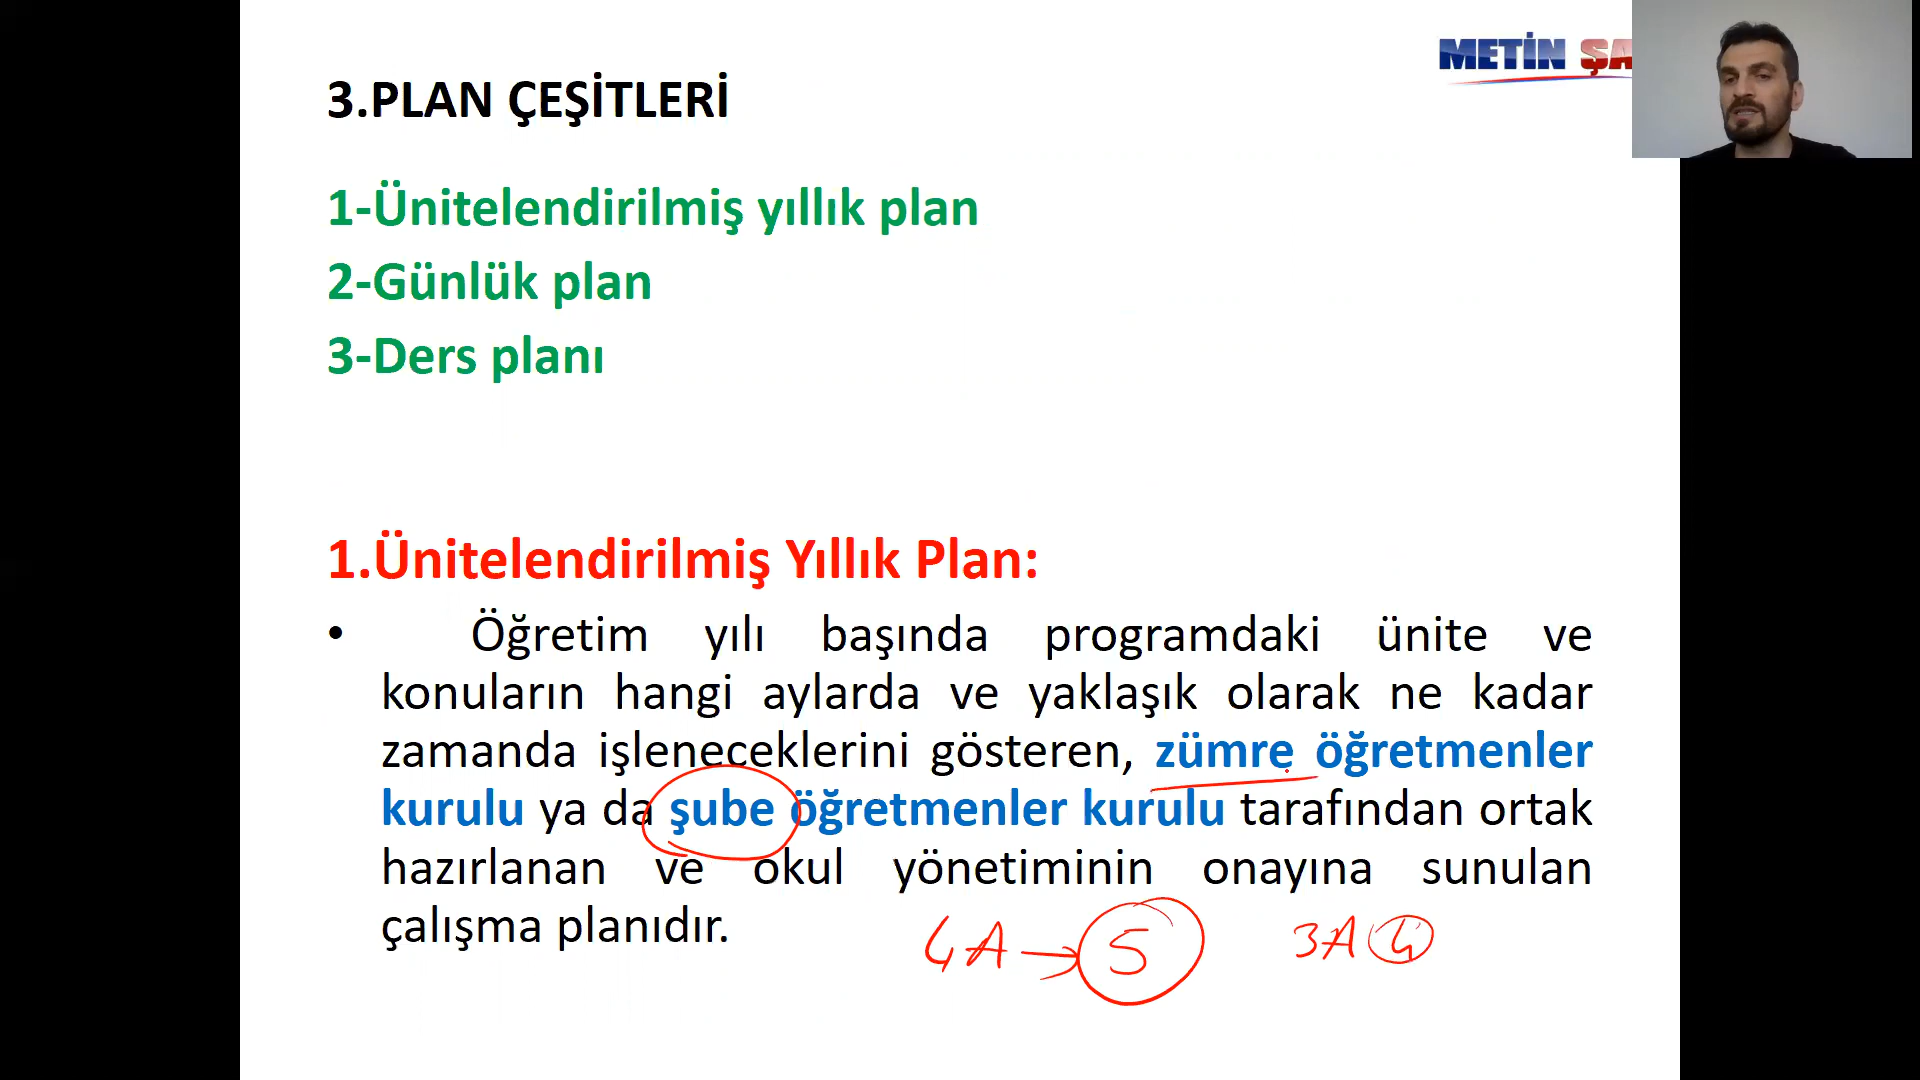 METİN ŞA
3.PLAN ÇEŞİTLERİ
1-Ünitelendirilmiş yıllık plan
2-Günlük plan
3-Ders planı
1.Ünitelendirilmiş Yıllık Plan:
• Öğretim yılı başında programdaki ünite ve
konuların hangi aylarda ve yaklaşık olarak ne kadar
zamanda işleneceklerini gösteren, zümre öğretmenler
kurulu ya da şube öğretmenler kurulu tarafından ortak
hazırlanan ve okul yönetiminin onayına sunulan
çalışma planıdır.
4A → 5 3A 4